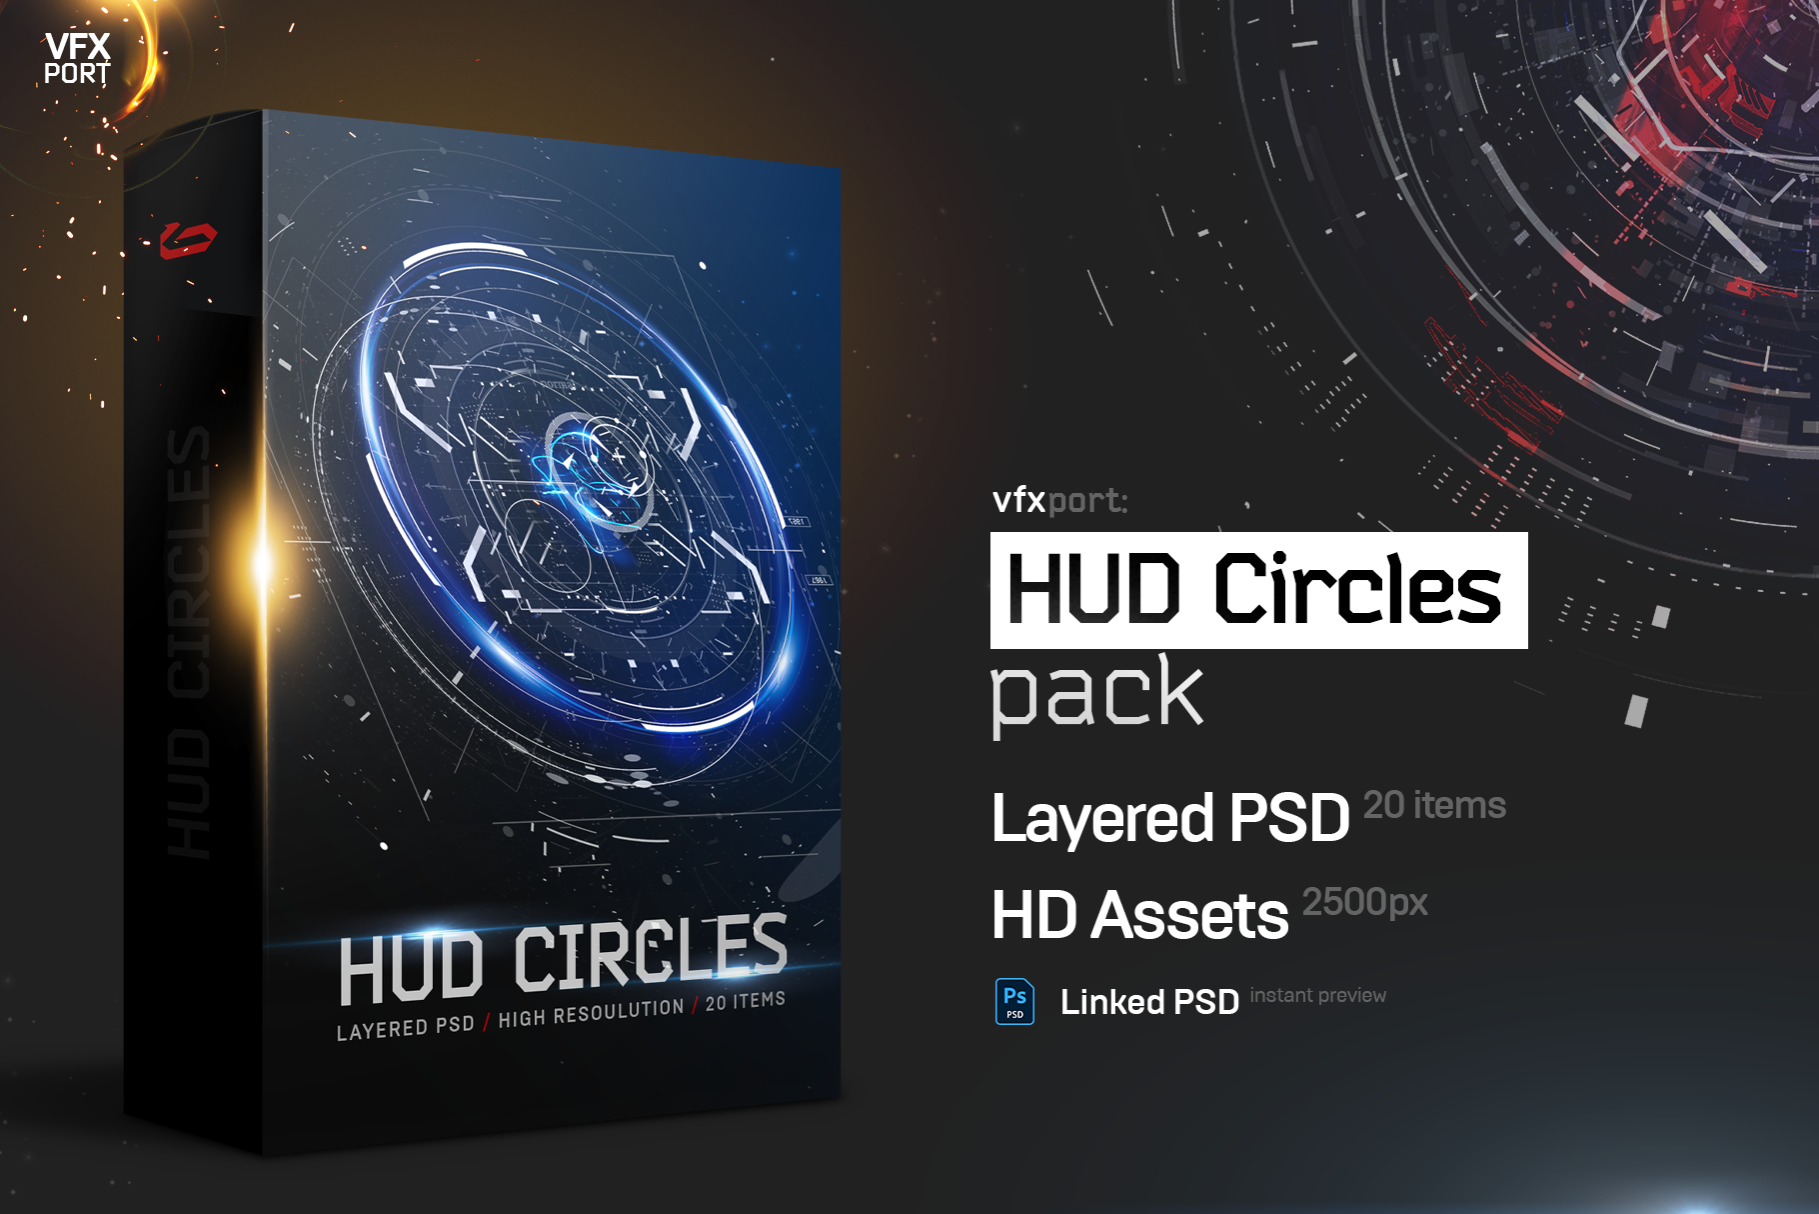 VFX
PORT
HUD CIRCLES
HUD CIRCLES
LAYERED PSD / HIGH RESOULUTION / 20 ITEMS
vfxport:
HUD Circles
pack
Layered PSD 20 items
HD Assets 2500px
Ps
PSD
Linked PSD instant preview